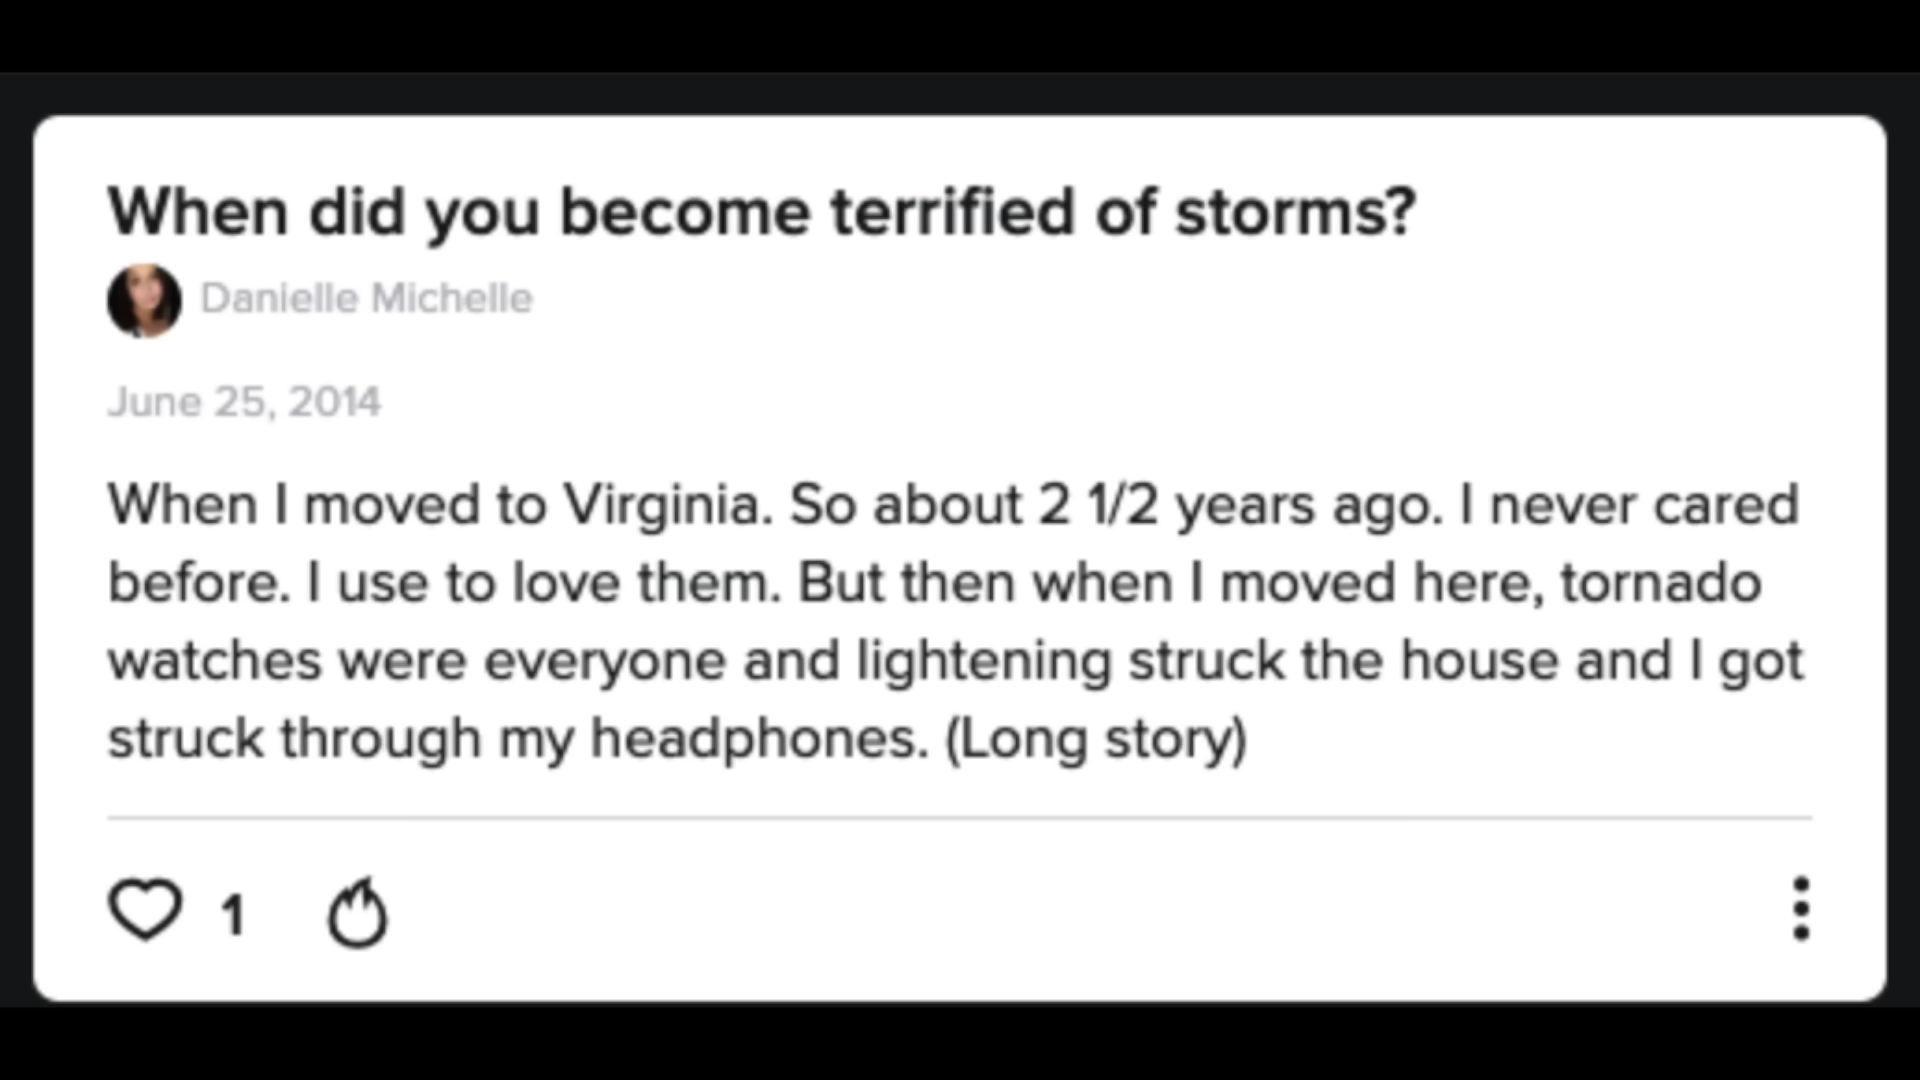 When did you become terrified of storms?
Danielle Michelle
June 25, 2014
When I moved to Virginia. So about 2 1/2 years ago. I never cared
before. I use to love them. But then when I moved here, tornado
watches were everyone and lightening struck the house and I got
struck through my headphones. (Long story)
1